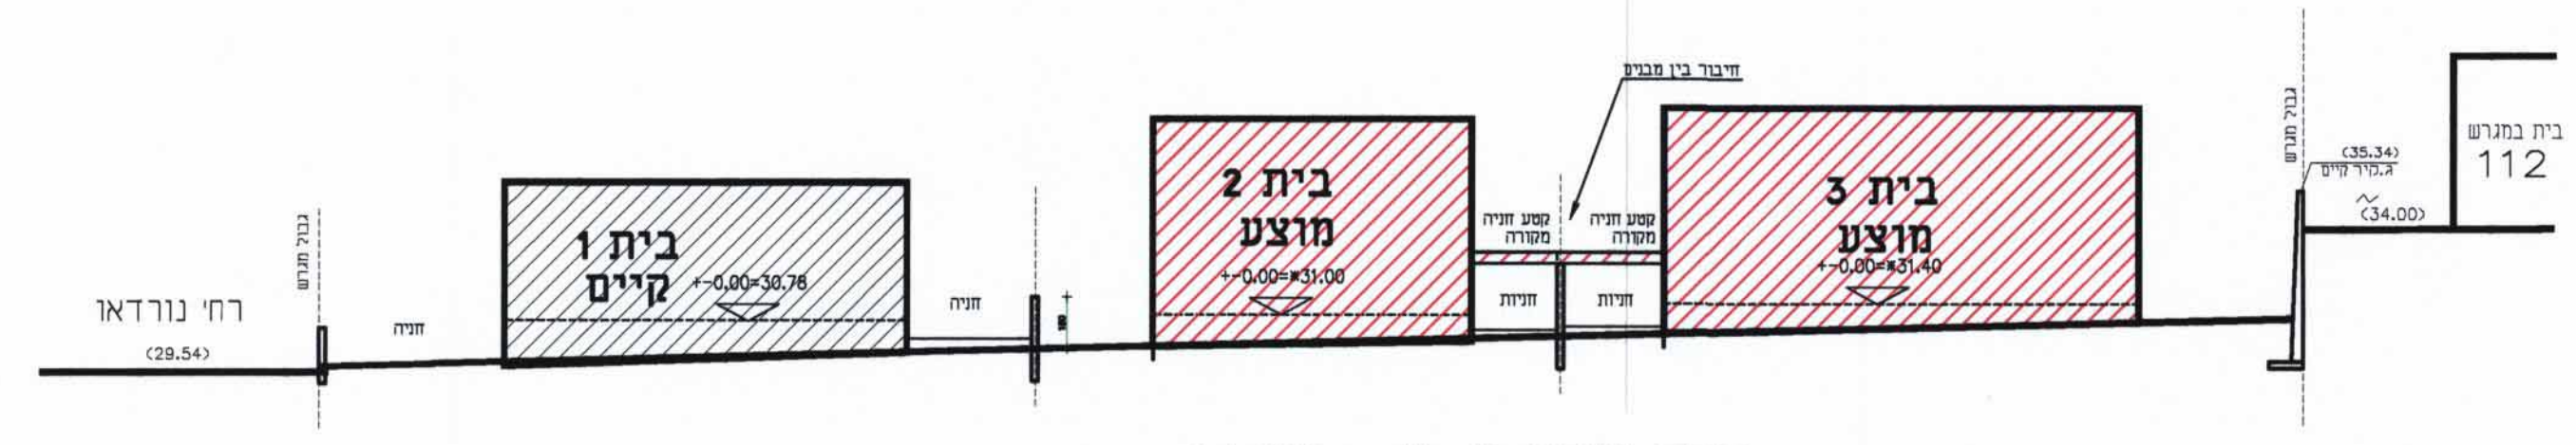 רח' נורדאו
(29.54)
גבול מגרש
חניה
בית 1
קיים
+-0.00=30.78
חניה
180
בית 2
מוצע
+-0.00=*31.00
קטע חניה
מקורה
חניות
חיבור בין מבנים
קטע חניה
מקורה
חניות
בית 3
מוצע
+-0.00=*31.40
גבול מגרש
(35.34)
ג.קיר קיים
(34.00)
בית במגרש
112